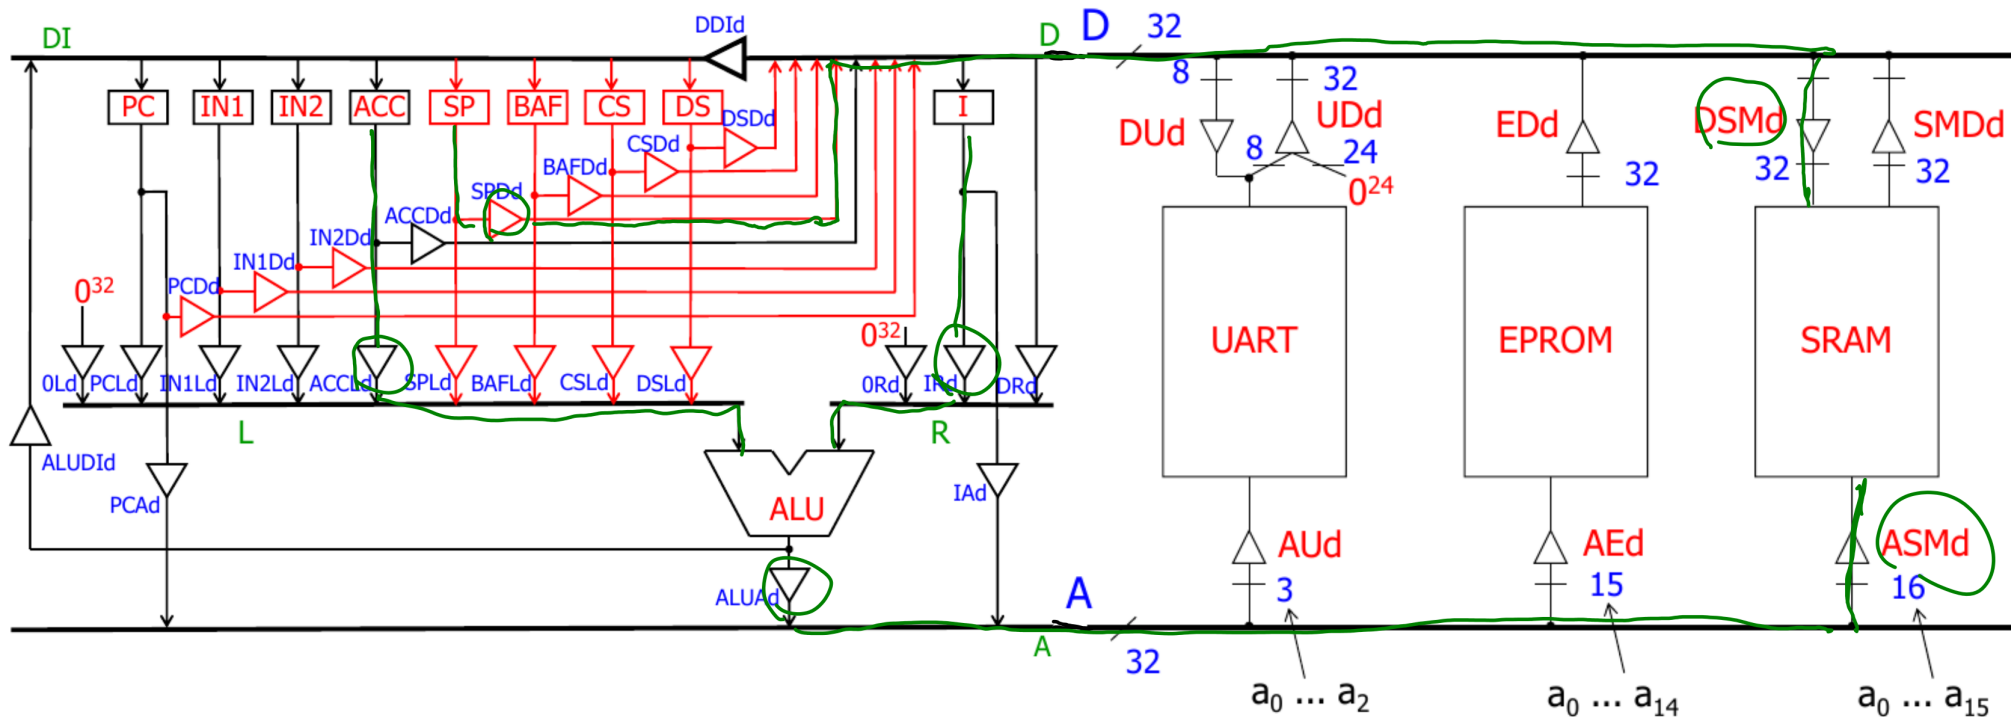 DI
DDId
D
D
32
PC
IN1
IN2
ACC
SP
BAF
CS
DS
I
8
32
DUd
UDd
8
24
0²⁴
EDd
32
DSMd
32
SMDd
32
DSDd
CSDd
BAFDd
SPDd
ACCDd
IN2Dd
IN1Dd
PCDd
0³²
0³²
0Ld
PCLd
IN1Ld
IN2Ld
ACCLd
SPLd
BAFLd
CSLd
DSLd
0Rd
IRd
DRd
L
R
UART
EPROM
SRAM
ALUDId
PCAd
ALU
IAd
ALUAd
AUd
3
AEd
15
ASMd
16
A
A
32
a₀ ... a₂
a₀ ... a₁₄
a₀ ... a₁₅